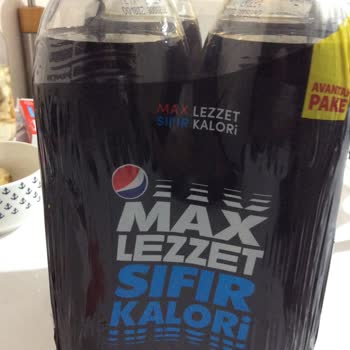 MAX LEZZET
SIFIR KALORİ
AVANTAJ
PAKE
MAX
LEZZET
SIFIR
KALORİ